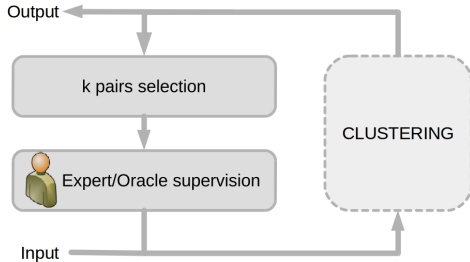 Output
k pairs selection
CLUSTERING
Expert/Oracle supervision
Input